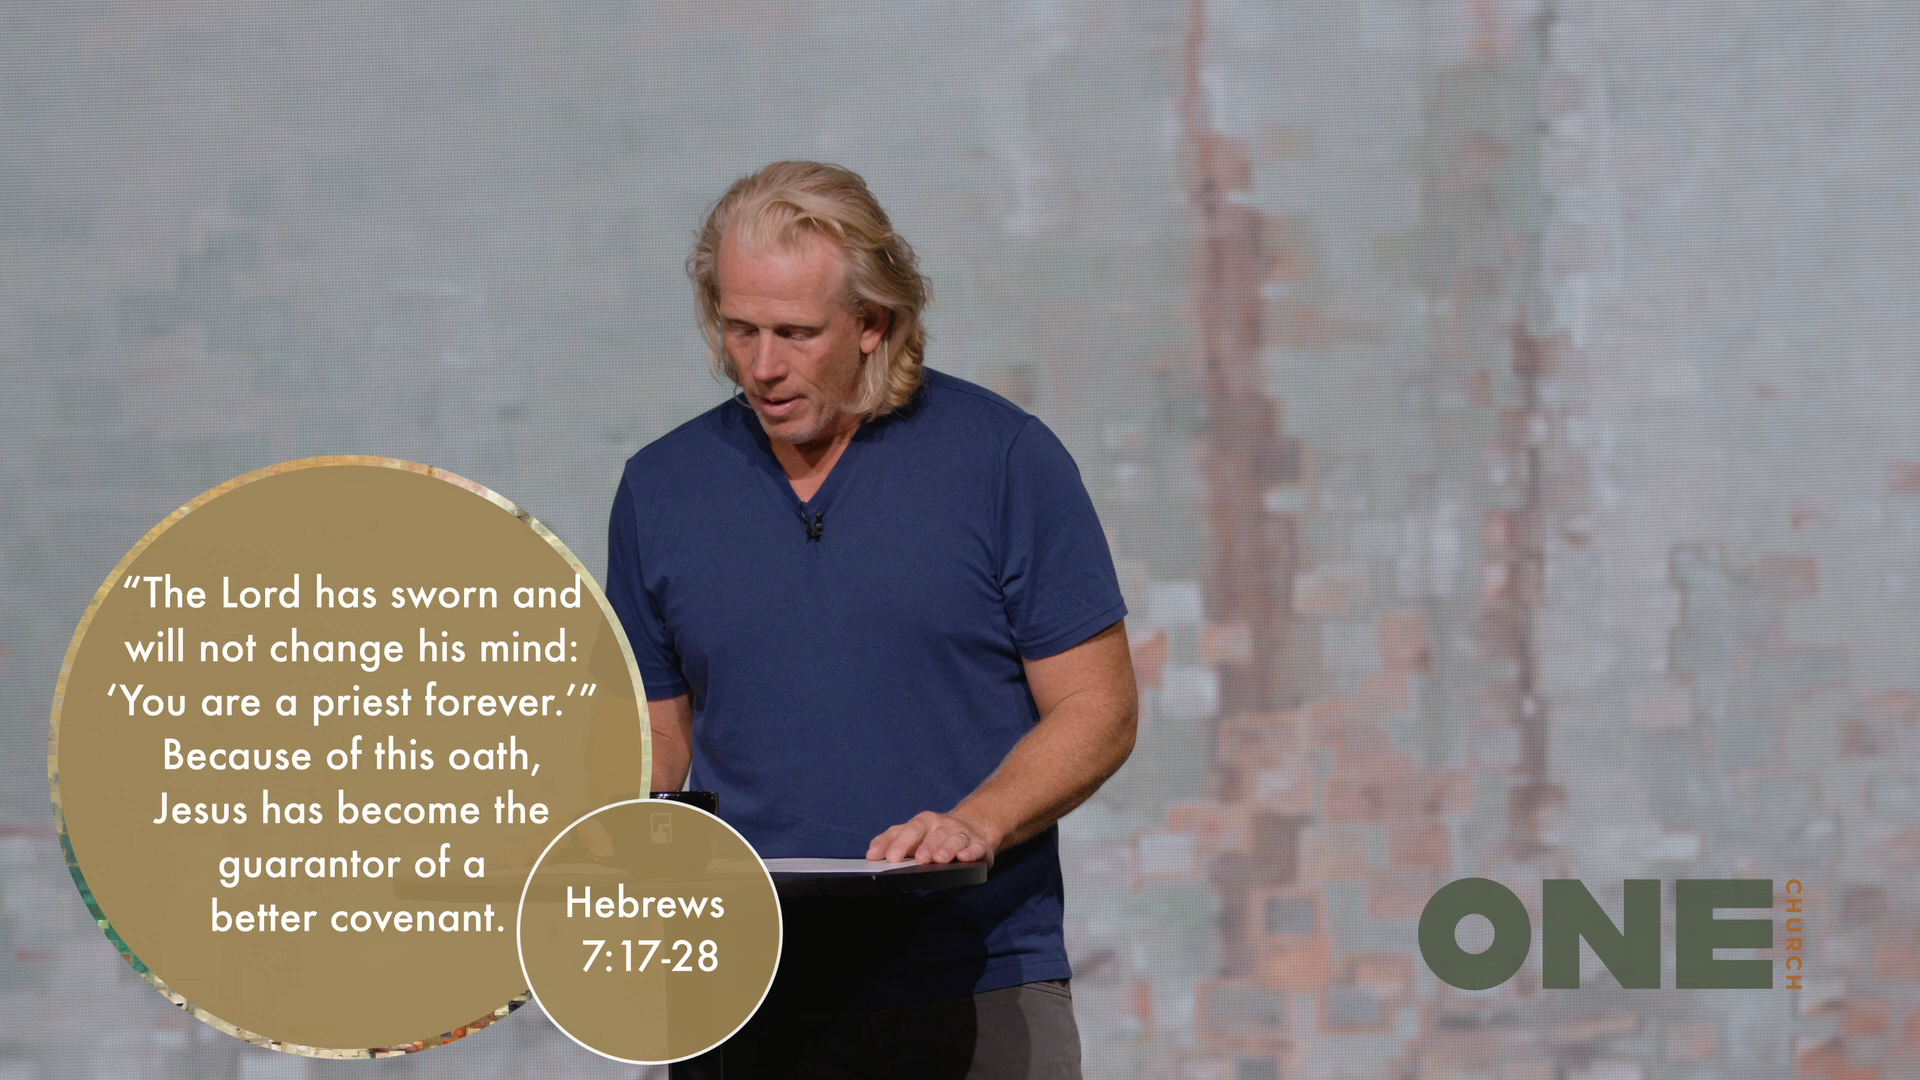 “The Lord has sworn and
will not change his mind:
‘You are a priest forever.’”
Because of this oath,
Jesus has become the
guarantor of a
better covenant.
Hebrews
7:17-28
ONE
CHURCH